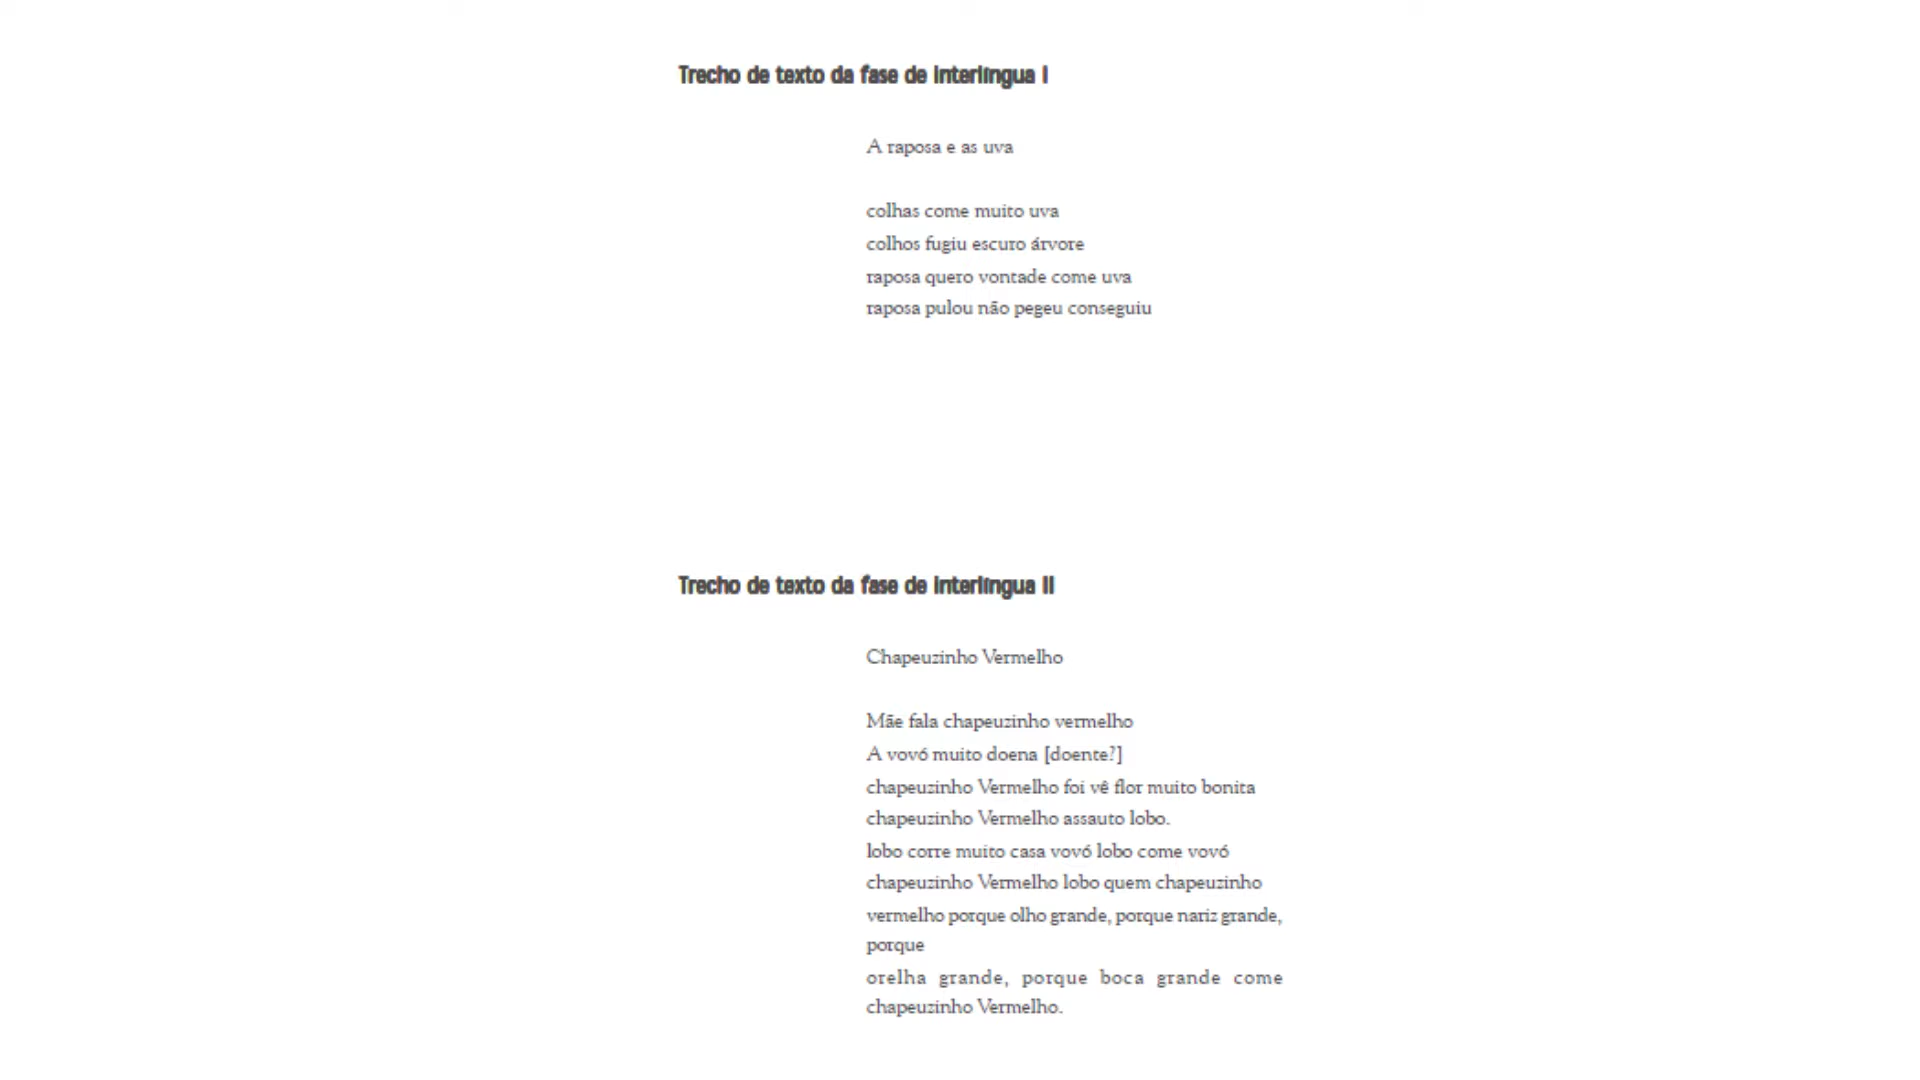 Trecho de texto da fase de interlíngua I
A raposa e as uva
colhas come muito uva
colhos fugiu escuro árvore
raposa quero vontade come uva
raposa pulou não pegeu conseguiu
Trecho de texto da fase de interlíngua II
Chapeuzinho Vermelho
Mãe fala chapeuzinho vermelho
A vovó muito doena [doente?]
chapeuzinho Vermelho foi vê flor muito bonita
chapeuzinho Vermelho assauto lobo.
lobo corre muito casa vovó lobo come vovó
chapeuzinho Vermelho lobo quem chapeuzinho
vermelho porque olho grande, porque nariz grande,
porque
orelha grande, porque boca grande come
chapeuzinho Vermelho.